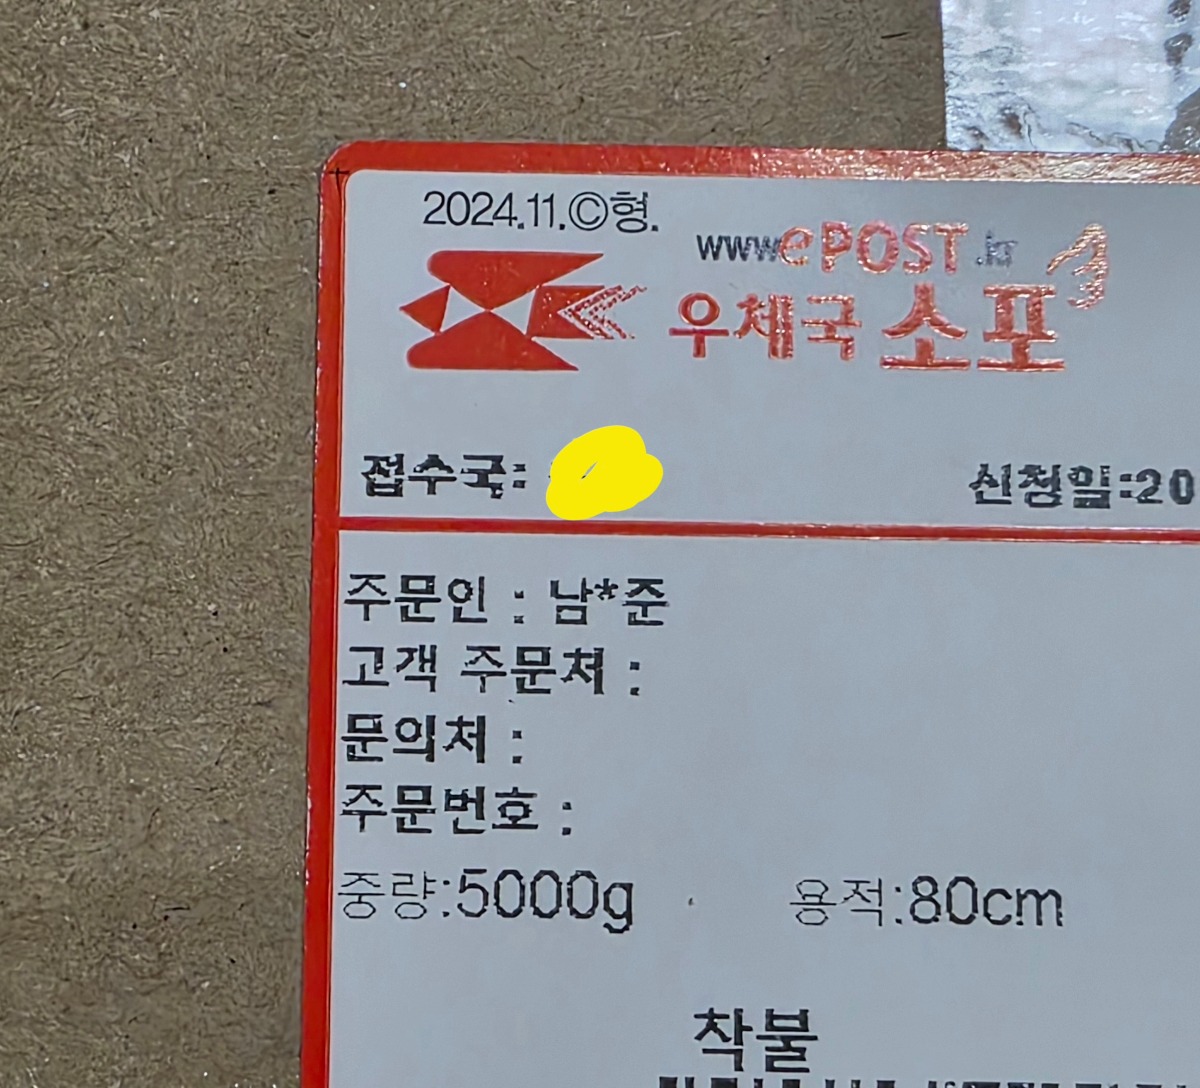 2024.11.Ⓒ형.
www ePOST .kr
우체국 소포
접수국:
신청일:20
주문인 : 남*준
고객 주문처 :
문의처 :
주문번호 :
중량:5000g 용적:80cm
착불